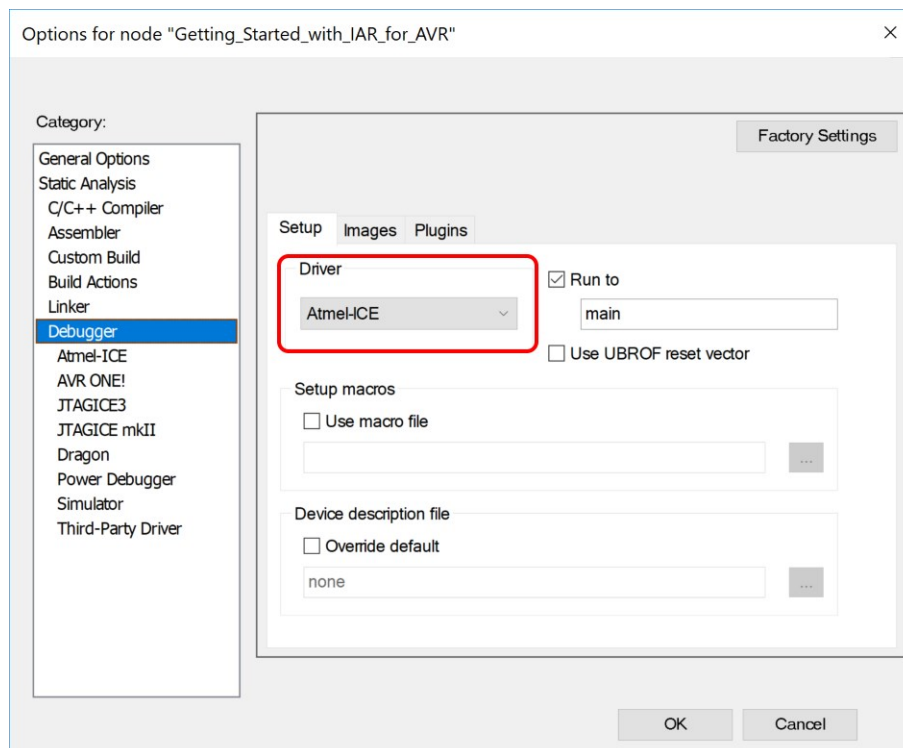 Options for node "Getting_Started_with_IAR_for_AVR"
Category:
General Options
Static Analysis
C/C++ Compiler
Assembler
Custom Build
Build Actions
Linker
Debugger
Atmel-ICE
AVR ONE!
JTAGICE3
JTAGICE mkII
Dragon
Power Debugger
Simulator
Third-Party Driver
Factory Settings
Setup Images Plugins
Driver
Atmel-ICE
Run to
main
Use UBROF reset vector
Setup macros
Use macro file
...
Device description file
Override default
none
...
OK Cancel